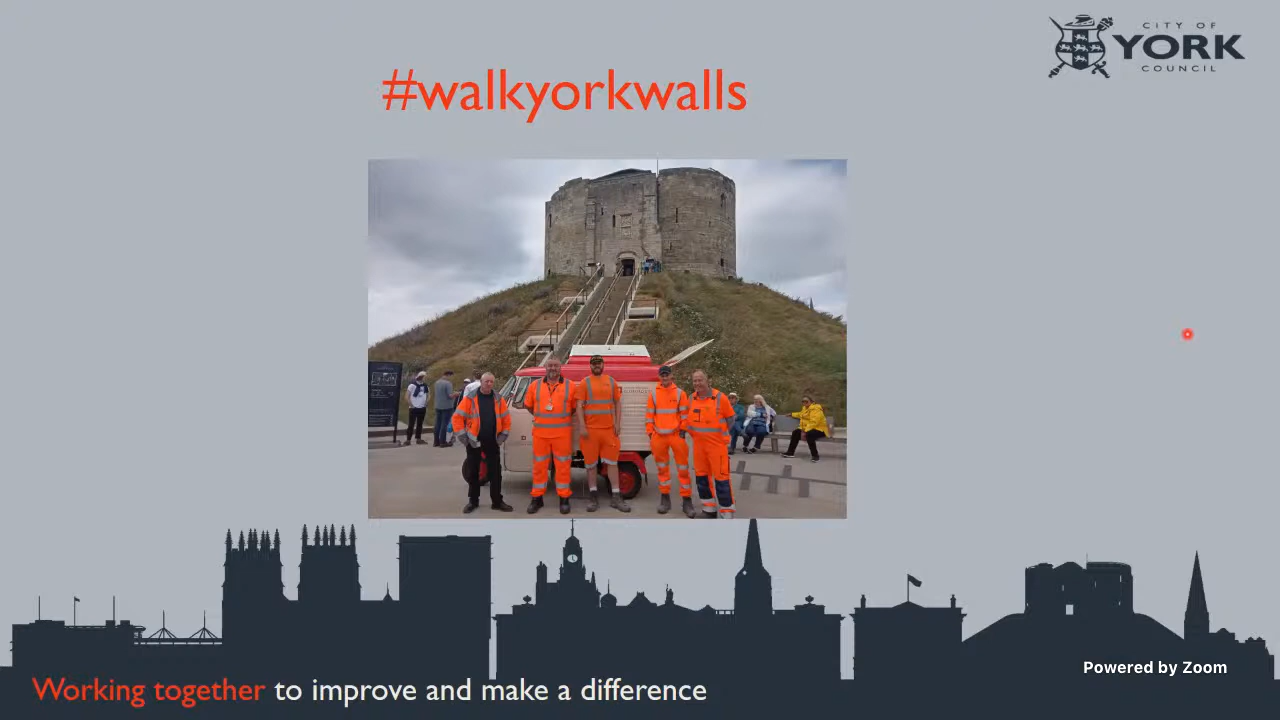 CITY OF
YORK
COUNCIL
#walkyorkwalls
Powered by Zoom
Working together to improve and make a difference